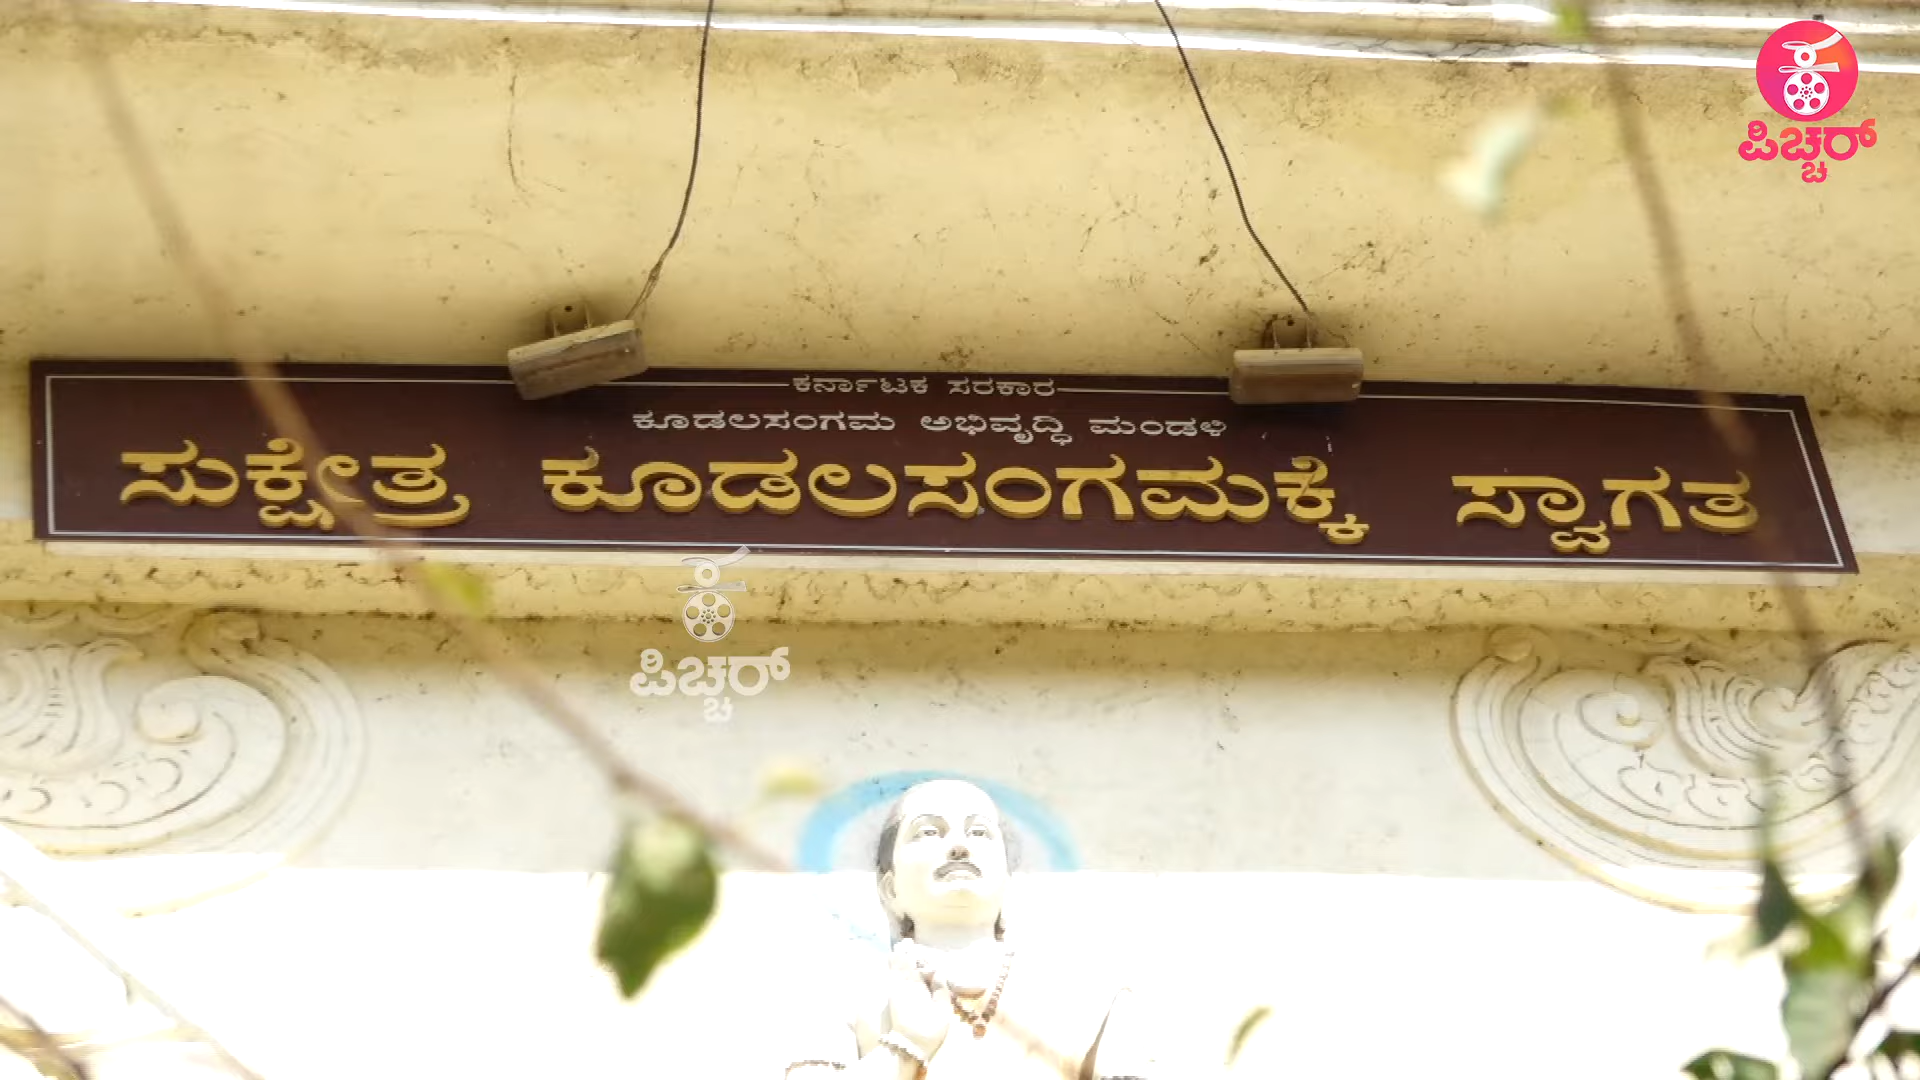 ಪಿಚ್ಚರ್
ಕರ್ನಾಟಕ ಸರಕಾರ
ಕೂಡಲಸಂಗಮ ಅಭಿವೃದ್ಧಿ ಮಂಡಳಿ
ಸುಕ್ಷೇತ್ರ ಕೂಡಲಸಂಗಮಕ್ಕೆ ಸ್ವಾಗತ
ಪಿಚ್ಚರ್